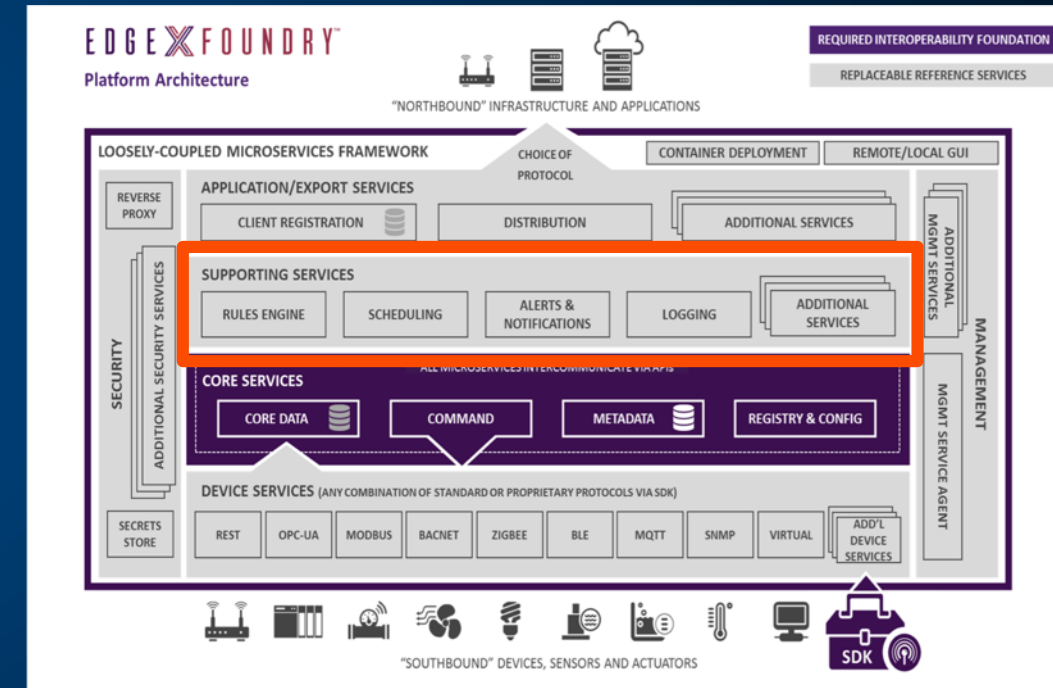 EDGE X FOUNDRY™
Platform Architecture
REQUIRED INTEROPERABILITY FOUNDATION
REPLACEABLE REFERENCE SERVICES
"NORTHBOUND" INFRASTRUCTURE AND APPLICATIONS
LOOSELY-COUPLED MICROSERVICES FRAMEWORK
CHOICE OF
PROTOCOL
CONTAINER DEPLOYMENT
REMOTE/LOCAL GUI
REVERSE
PROXY
APPLICATION/EXPORT SERVICES
CLIENT REGISTRATION
DISTRIBUTION
ADDITIONAL SERVICES
ADDITIONAL
MGMT SERVICES
SUPPORTING SERVICES
RULES ENGINE
SCHEDULING
ALERTS &
NOTIFICATIONS
LOGGING
ADDITIONAL
SERVICES
SECURITY
ADDITIONAL SECURITY SERVICES
MANAGEMENT
ALL MICROSERVICES INTERCOMMUNICATE VIA APIs
CORE SERVICES
CORE DATA
COMMAND
METADATA
REGISTRY & CONFIG
MGMT SERVICE AGENT
DEVICE SERVICES (ANY COMBINATION OF STANDARD OR PROPRIETARY PROTOCOLS VIA SDK)
SECRETS
STORE
REST
OPC-UA
MODBUS
BACNET
ZIGBEE
BLE
MQTT
SNMP
VIRTUAL
ADD'L
DEVICE
SERVICES
SDK
"SOUTHBOUND" DEVICES, SENSORS AND ACTUATORS